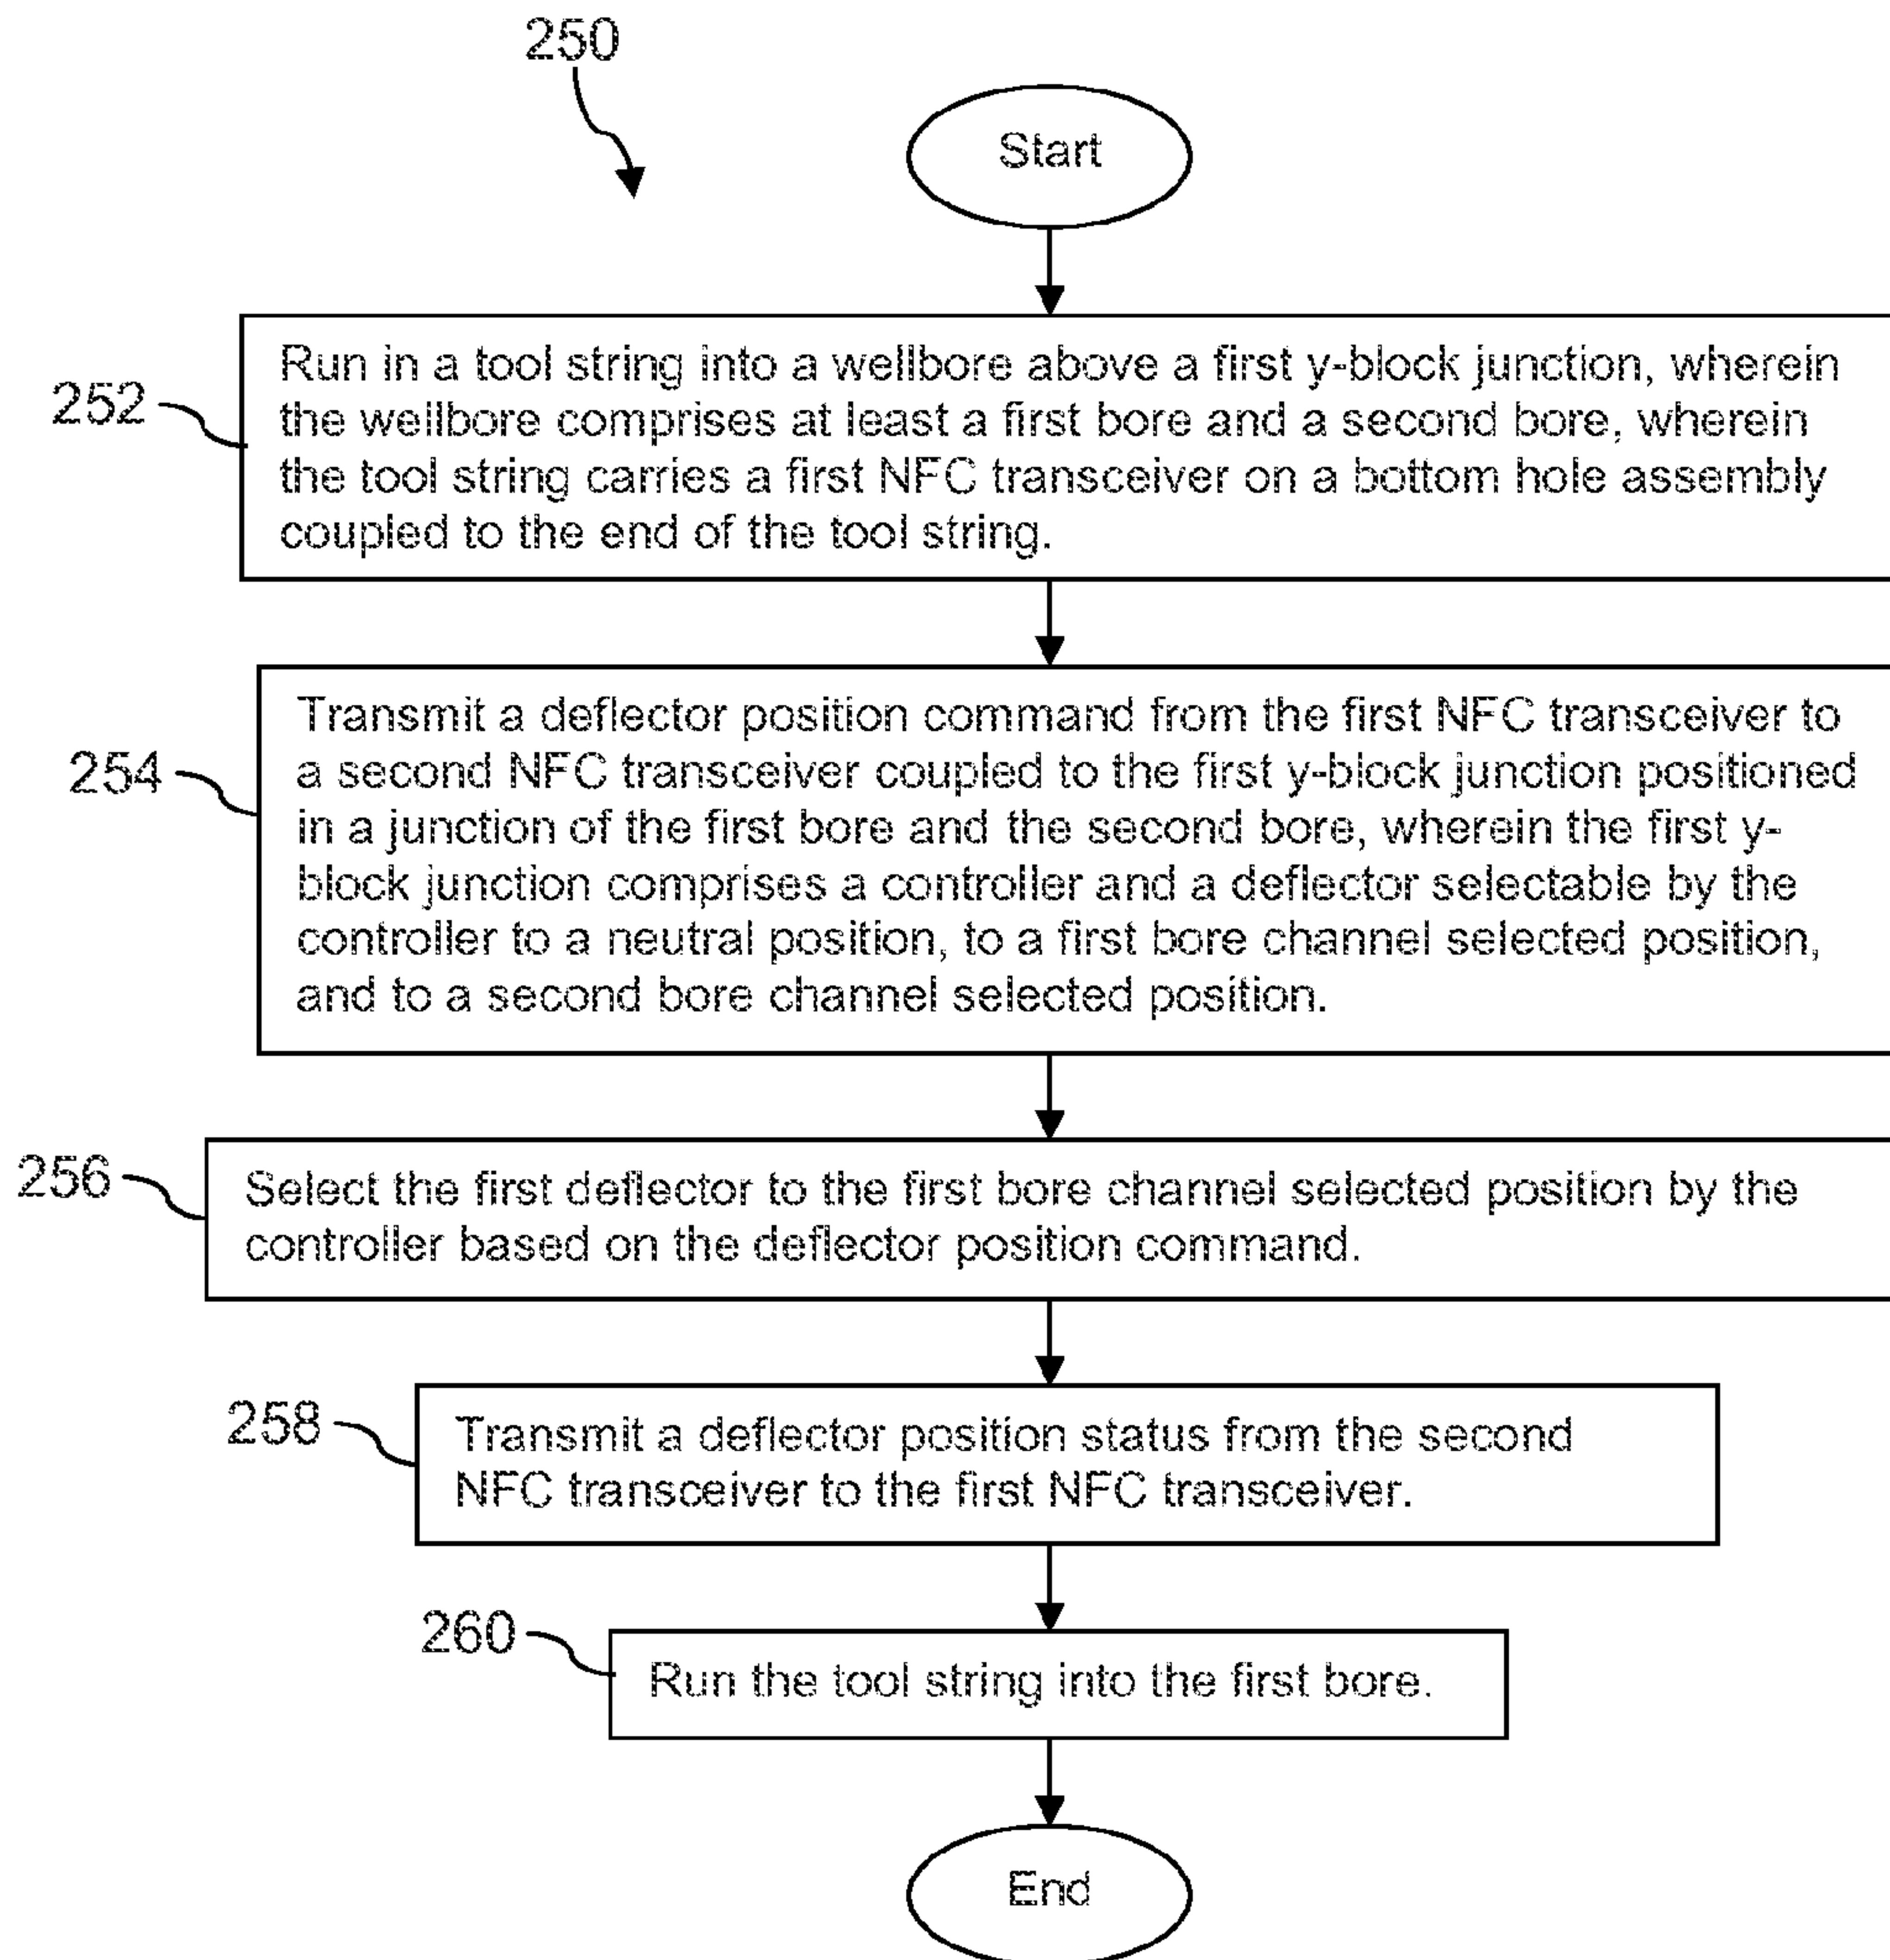 250
Start
252
Run in a tool string into a wellbore above a first y-block junction, wherein
the wellbore comprises at least a first bore and a second bore, wherein
the tool string carries a first NFC transceiver on a bottom hole assembly
coupled to the end of the tool string.
254
Transmit a deflector position command from the first NFC transceiver to
a second NFC transceiver coupled to the first y-block junction positioned
in a junction of the first bore and the second bore, wherein the first y-
block junction comprises a controller and a deflector selectable by the
controller to a neutral position, to a first bore channel selected position,
and to a second bore channel selected position.
256
Select the first deflector to the first bore channel selected position by the
controller based on the deflector position command.
258
Transmit a deflector position status from the second
NFC transceiver to the first NFC transceiver.
260
Run the tool string into the first bore.
End